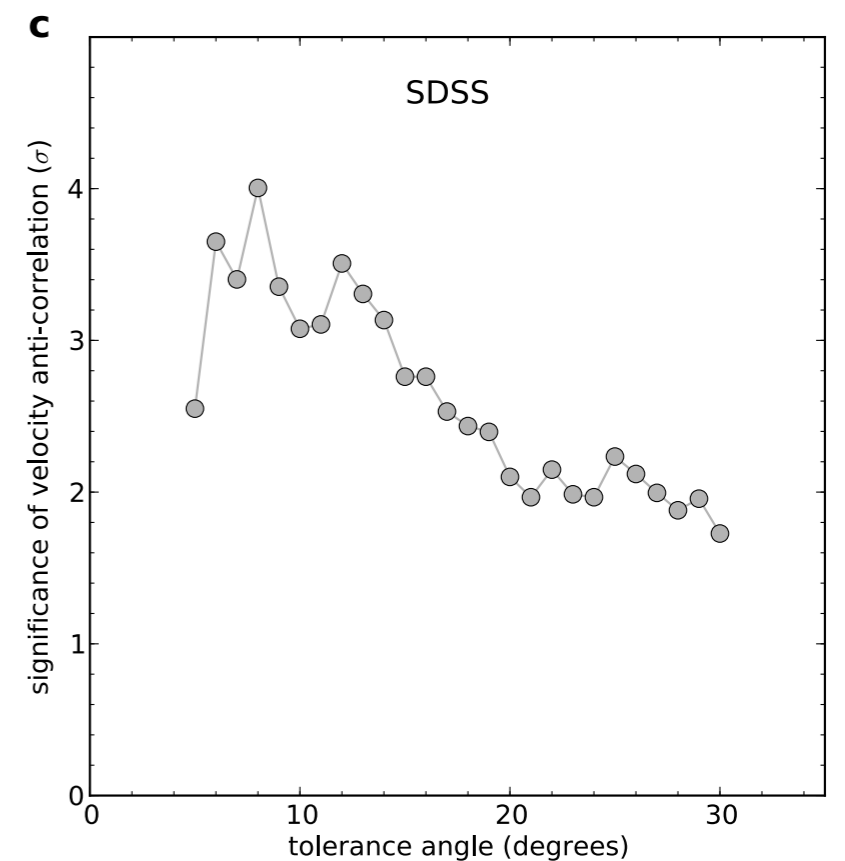 c
SDSS
significance of velocity anti-correlation (σ)
4
3
2
1
0
0 10 20 30
tolerance angle (degrees)